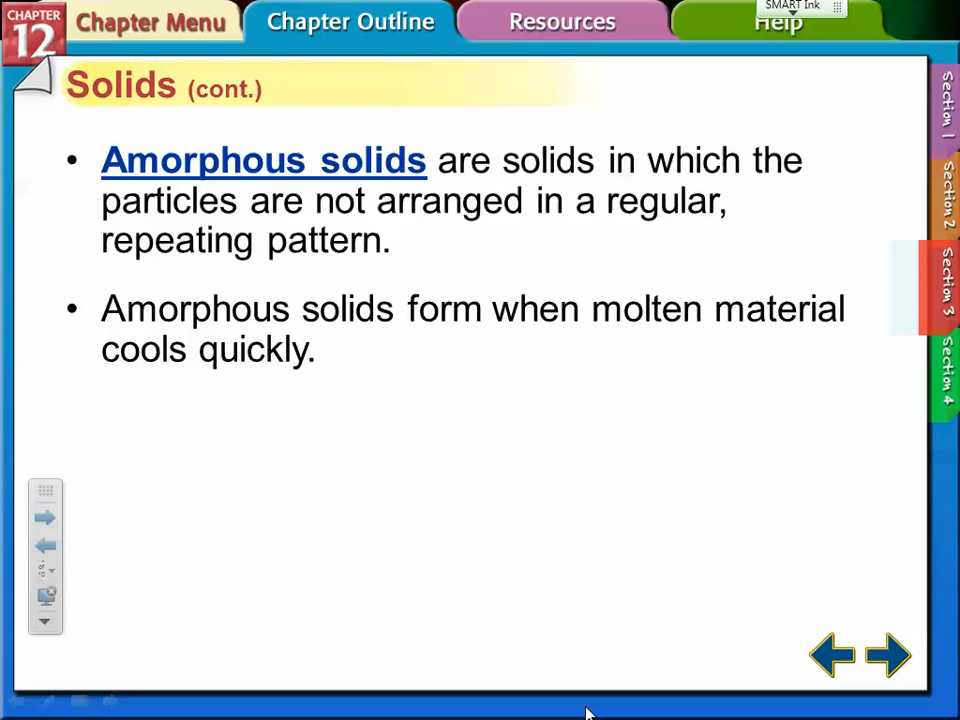 CHAPTER
12
Chapter Menu
Chapter Outline
Resources
Help
SMART Ink
Solids (cont.)
• Amorphous solids are solids in which the
particles are not arranged in a regular,
repeating pattern.
• Amorphous solids form when molten material
cools quickly.
Section 1
Section 2
Section 3
Section 4